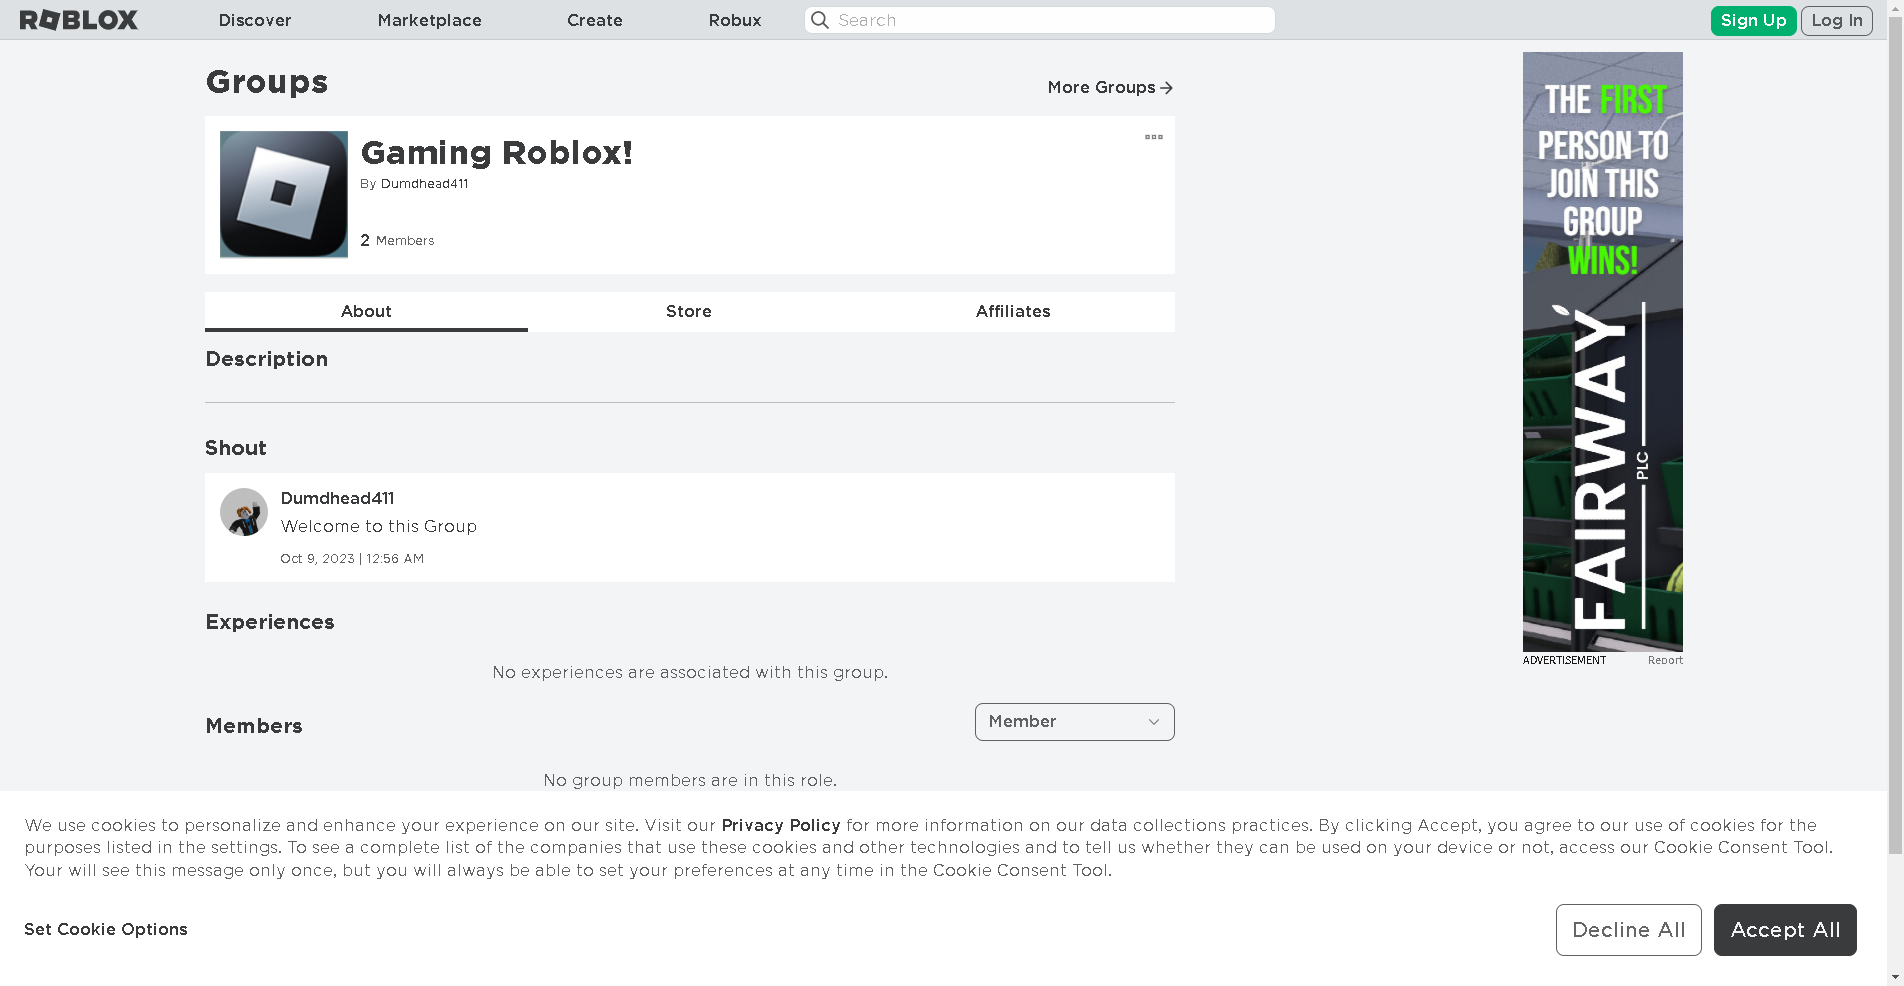 ROBLOX
Discover
Marketplace
Create
Robux
Search
Sign Up
Log In
Groups
More Groups
Gaming Roblox!
By Dumdhead411
2 Members
About
Store
Affiliates
Description
Shout
Dumdhead411
Welcome to this Group
Oct 9, 2023 | 12:56 AM
Experiences
No experiences are associated with this group.
Members
Member
No group members are in this role.
THE FIRST
PERSON TO
JOIN THIS
GROUP
WINS!
FAIRWAY
PLC
ADVERTISEMENT
Report
We use cookies to personalize and enhance your experience on our site. Visit our Privacy Policy for more information on our data collections practices. By clicking Accept, you agree to our use of cookies for the
purposes listed in the settings. To see a complete list of the companies that use these cookies and other technologies and to tell us whether they can be used on your device or not, access our Cookie Consent Tool.
Your will see this message only once, but you will always be able to set your preferences at any time in the Cookie Consent Tool.
Set Cookie Options
Decline All
Accept All